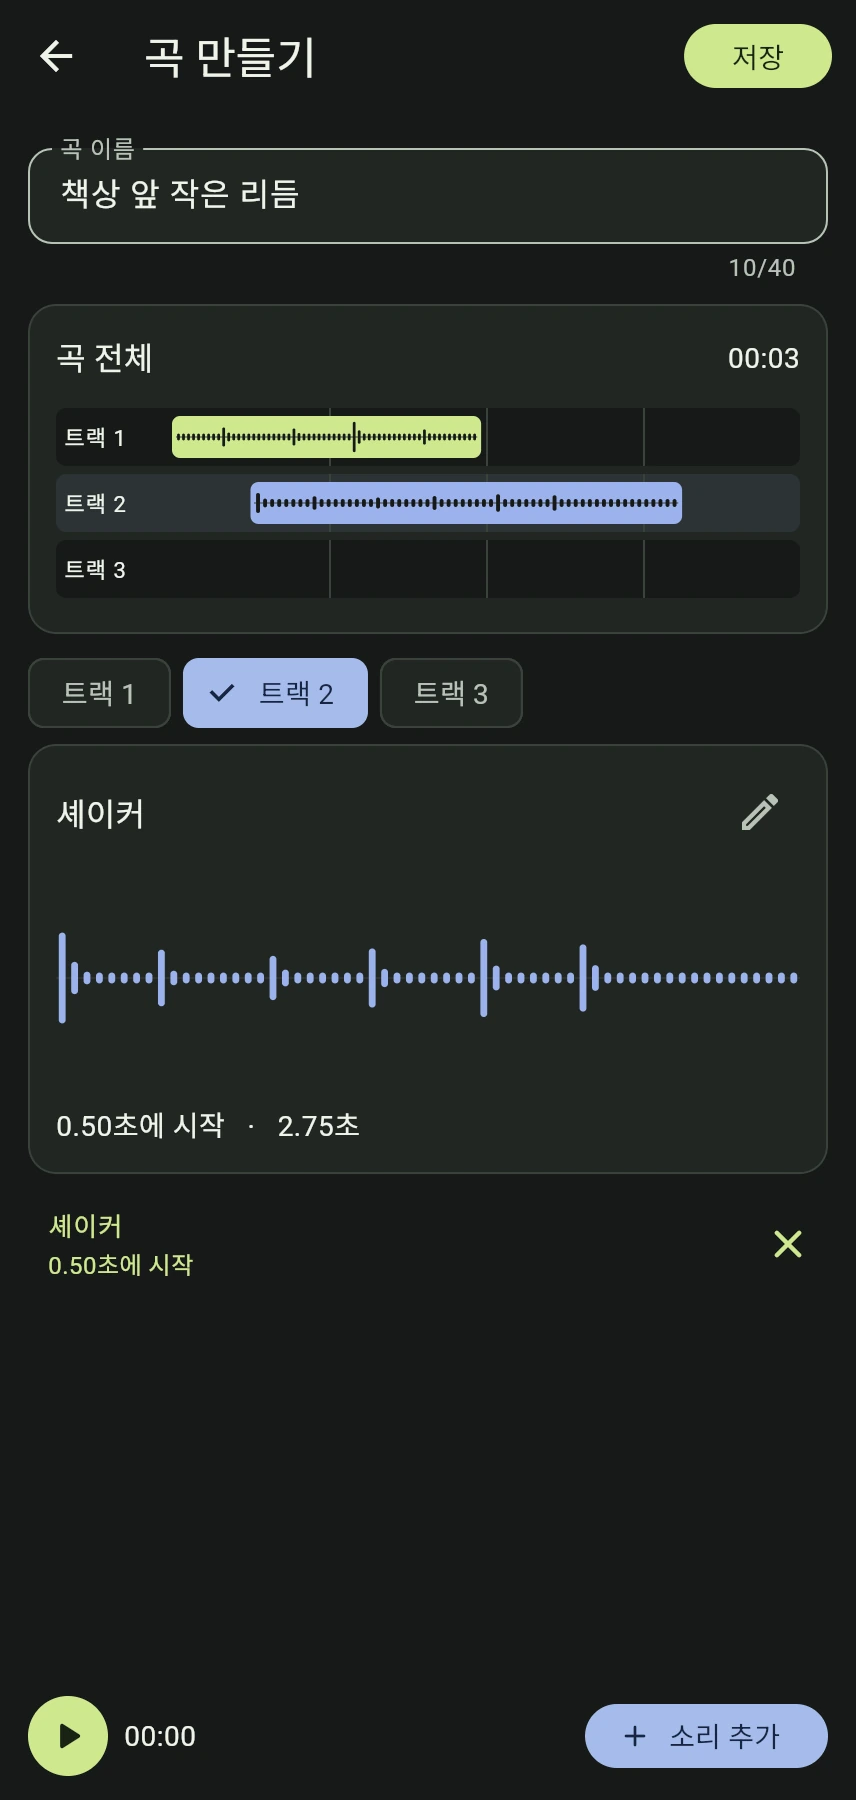 곡 만들기
저장
곡 이름
책상 앞 작은 리듬
10/40
곡 전체
00:03
트랙 1
트랙 2
트랙 3
트랙 1
트랙 2
트랙 3
셰이커
0.50초에 시작 · 2.75초
셰이커
0.50초에 시작
00:00
소리 추가